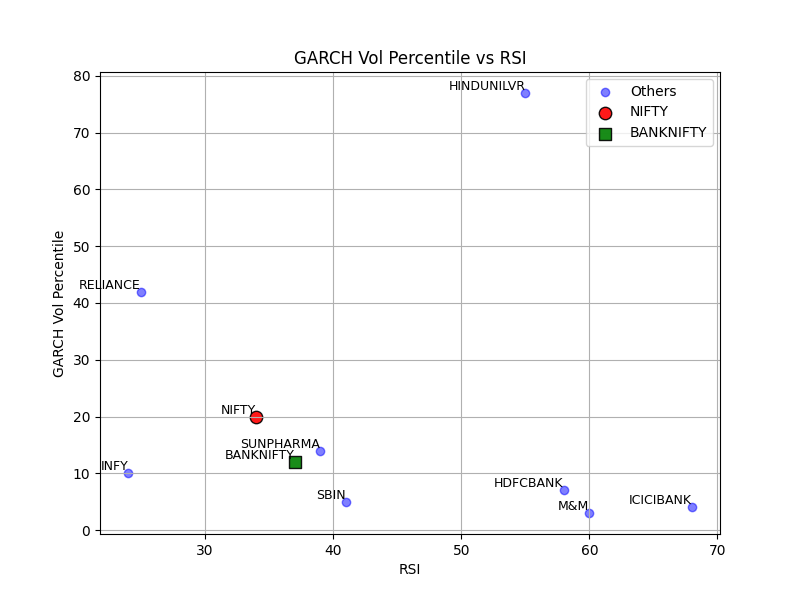 GARCH Vol Percentile vs RSI
Others
NIFTY
BANKNIFTY
HINDUNILVR
RELIANCE
NIFTY
SUNPHARMA
BANKNIFTY
INFY
SBIN
HDFCBANK
M&M
ICICIBANK
80
70
60
50
40
30
20
10
0
GARCH Vol Percentile
30 40 50 60 70
RSI